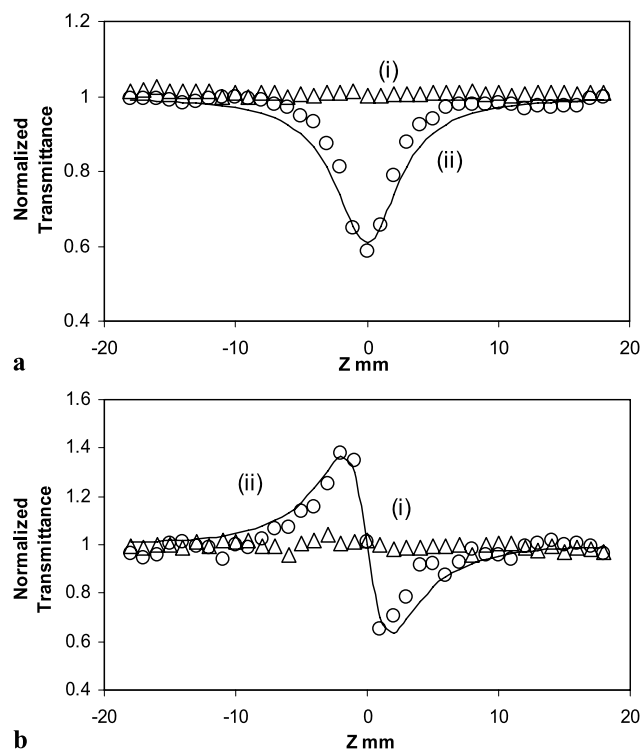 1.2
(i)
1
(ii)
0.8
0.6
0.4
Normalized
Transmittance
-20
-10
0
10
20
a
Z mm
1.6
1.4
(ii)
1.2
(i)
1
0.8
0.6
0.4
Normalized
Transmittance
-20
-10
0
10
20
b
Z mm